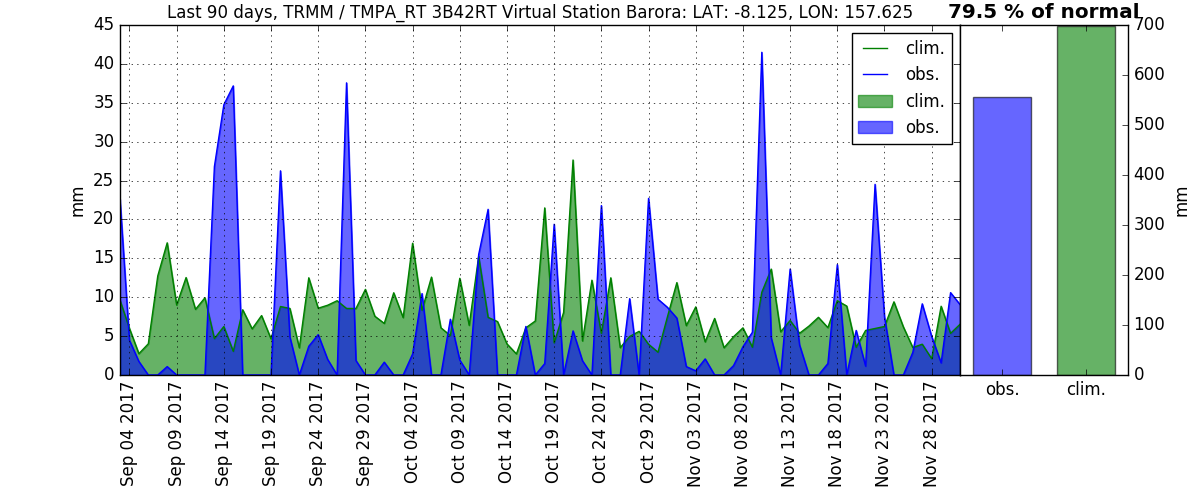 Last 90 days, TRMM / TMPA_RT 3B42RT Virtual Station Barora: LAT: -8.125, LON: 157.625
79.5 % of normal
45
40
35
30
25
20
15
10
5
0
mm
clim.
obs.
clim.
obs.
700
600
500
400
300
200
100
0
mm
obs.
clim.
Sep 04 2017
Sep 09 2017
Sep 14 2017
Sep 19 2017
Sep 24 2017
Sep 29 2017
Oct 04 2017
Oct 09 2017
Oct 14 2017
Oct 19 2017
Oct 24 2017
Oct 29 2017
Nov 03 2017
Nov 08 2017
Nov 13 2017
Nov 18 2017
Nov 23 2017
Nov 28 2017